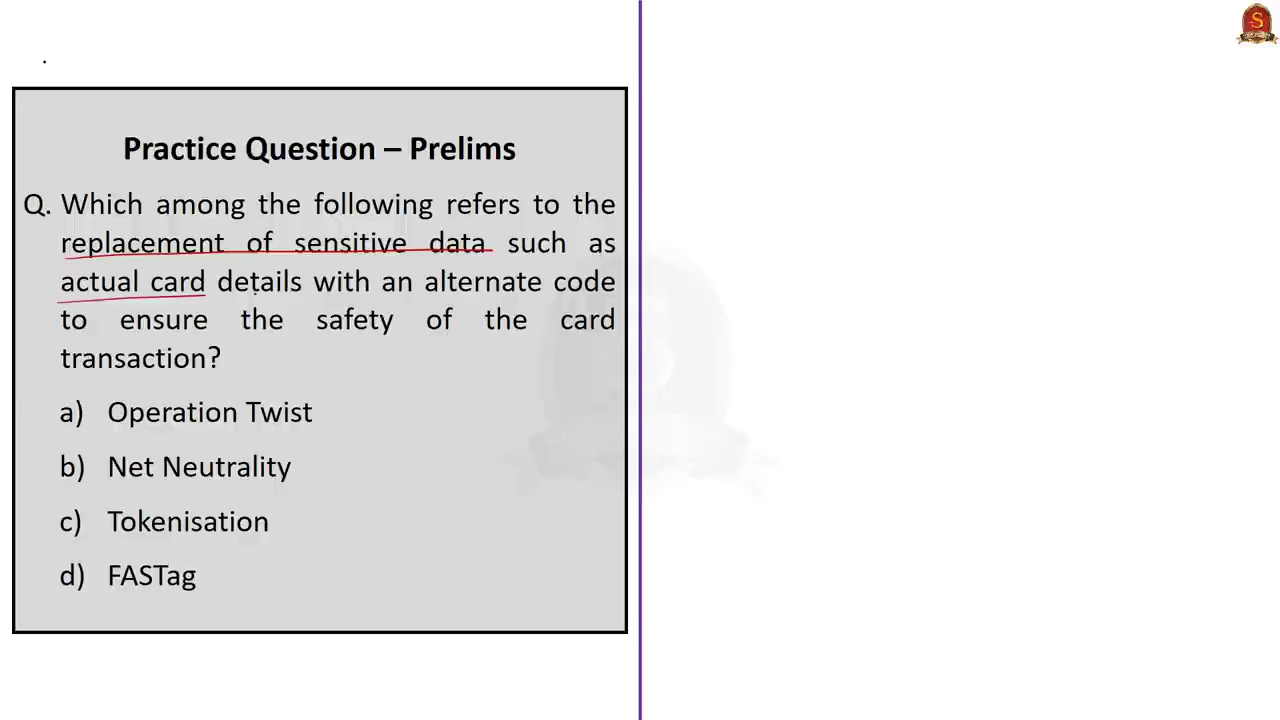 Practice Question – Prelims
Q. Which among the following refers to the
replacement of sensitive data such as
actual card details with an alternate code
to ensure the safety of the card
transaction?
a) Operation Twist
b) Net Neutrality
c) Tokenisation
d) FASTag
S